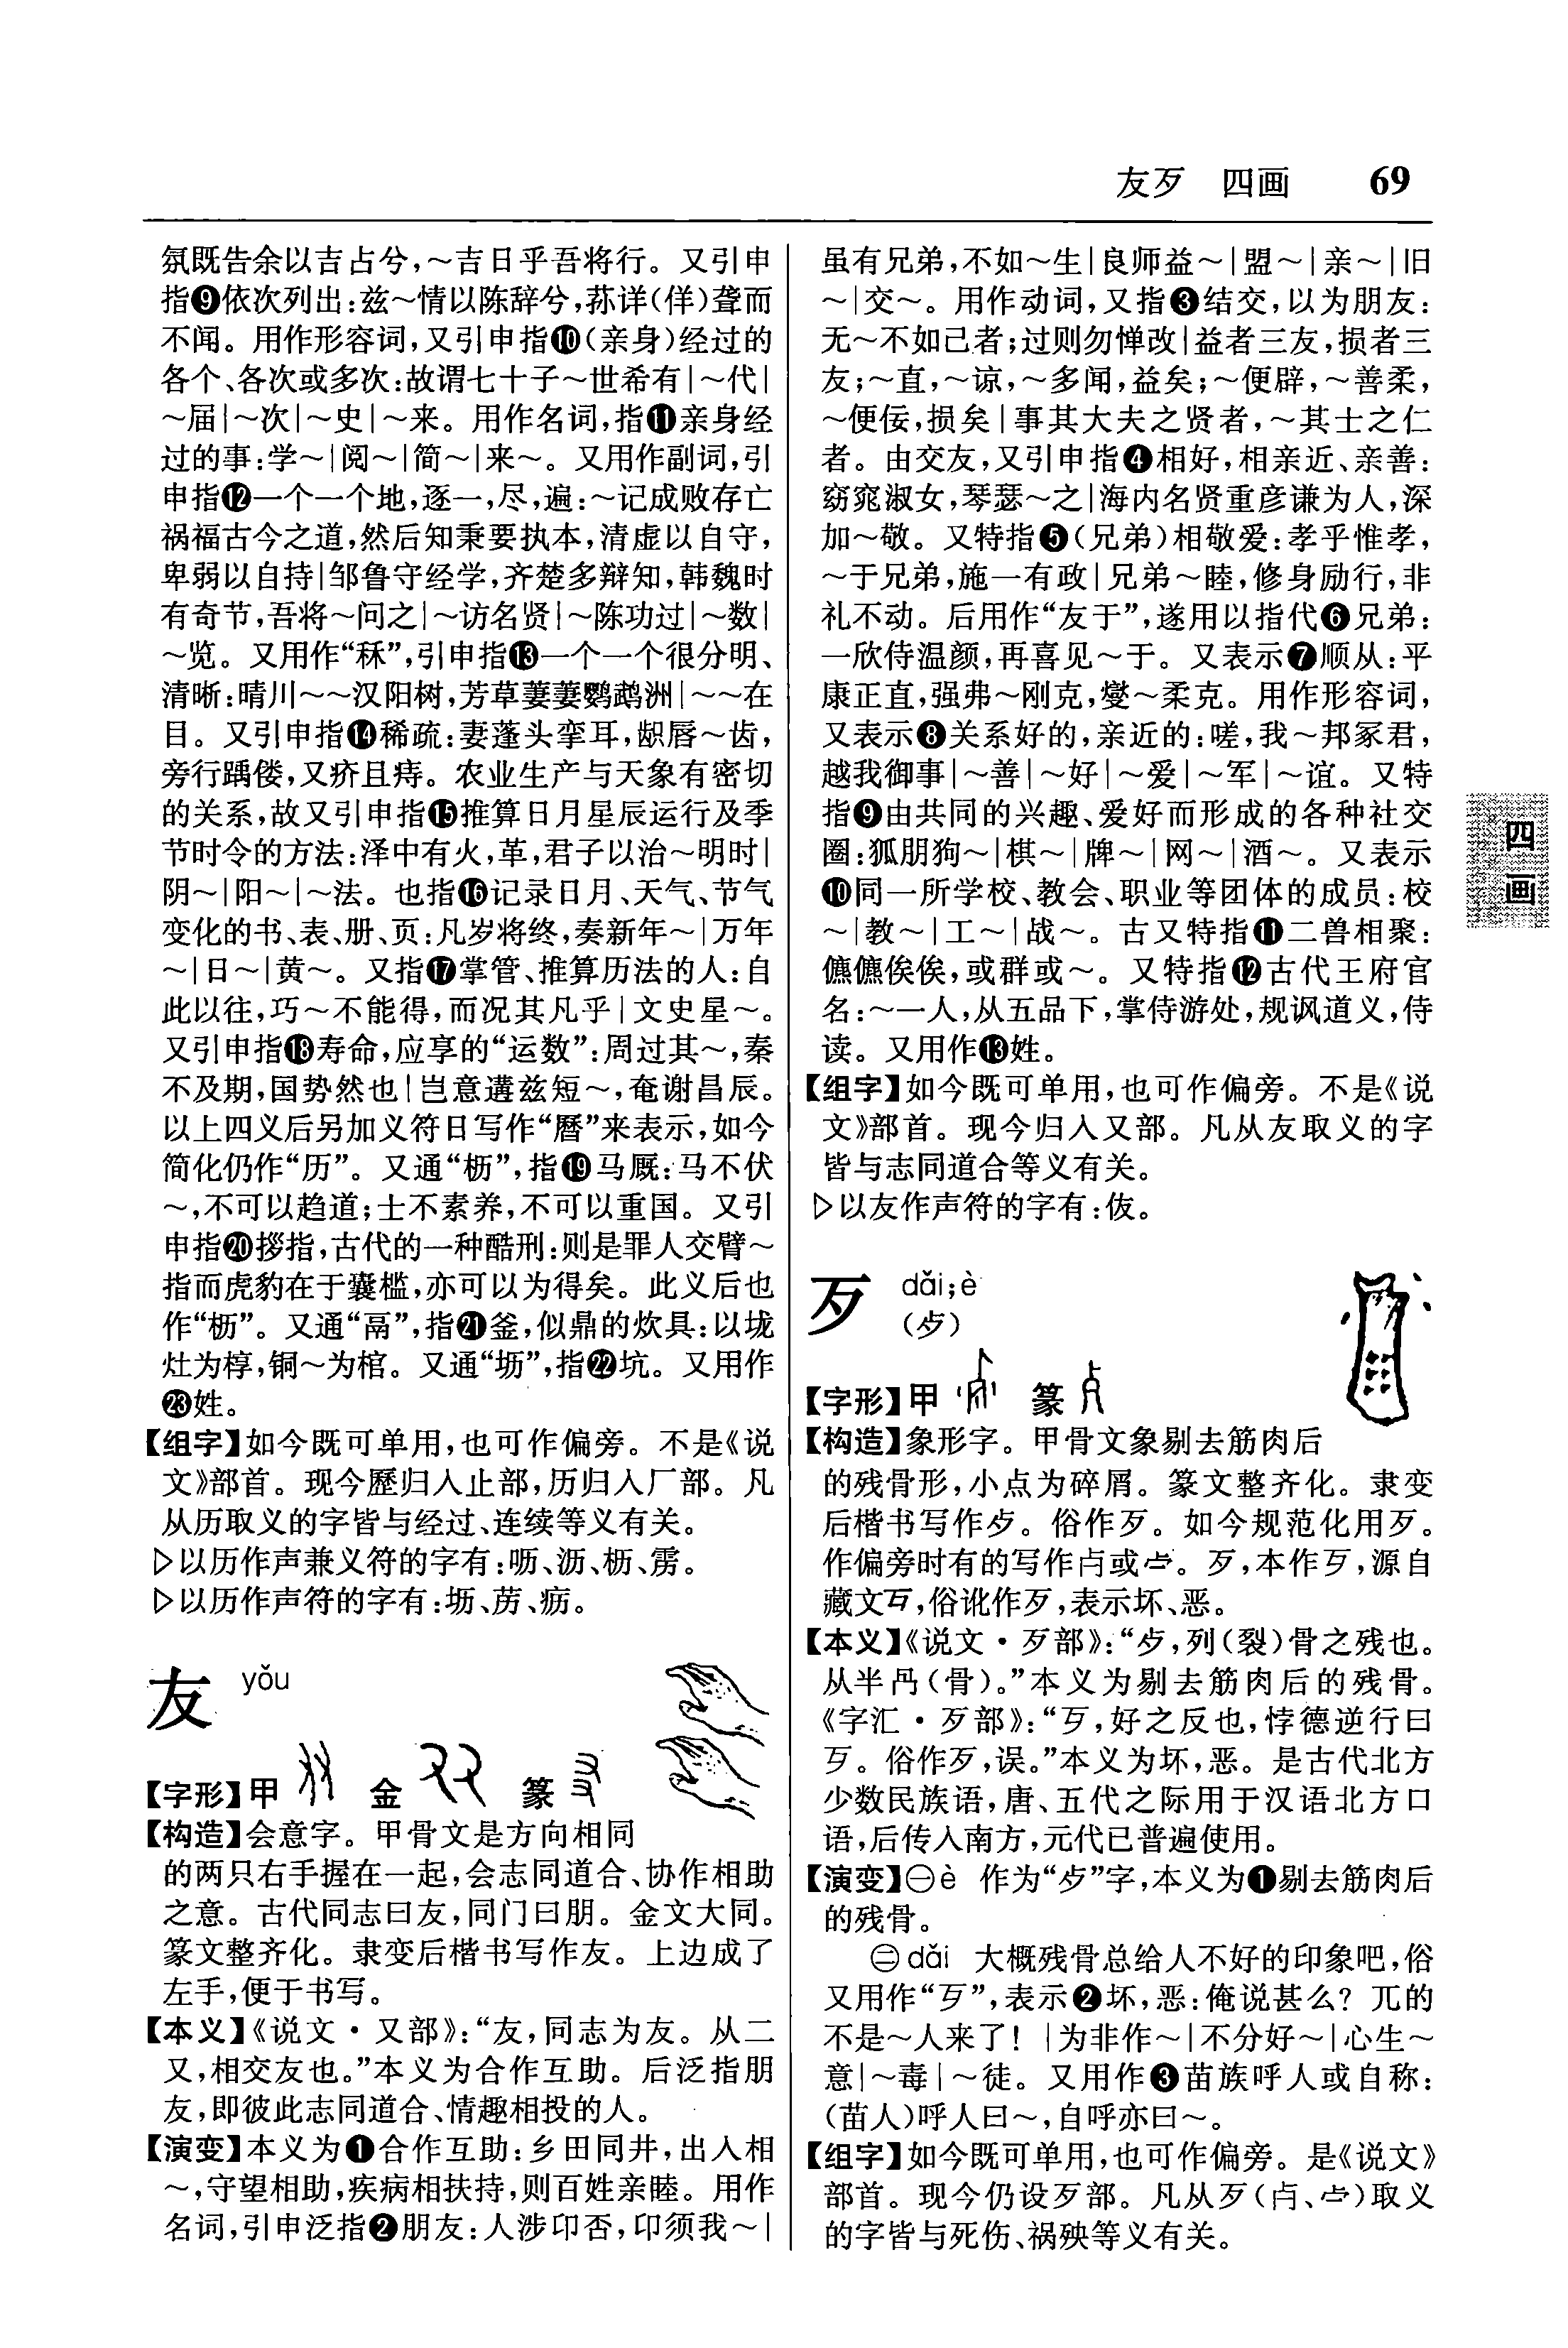 友歹 四画 69
氛既告余以吉占兮,～吉日乎吾将行。又引申
指❾依次列出:兹～情以陈辞兮,荪详(佯)聋而
不闻。用作形容词,又引申指❿(亲身)经过的
各个、各次或多次:故谓七十子～世希有|～代|
～届|～次|～史|～来。用作名词,指⓫亲身经
过的事:学～|阅～|简～|来～。又用作副词,引
申指⓬一个一个地,逐一,尽,遍:～记成败存亡
祸福古今之道,然后知秉要执本,清虚以自守,
卑弱以自持|邹鲁守经学,齐楚多辩知,韩魏时
有奇节,吾将～问之|～访名贤|～陈功过|～数|
～览。又用作“秝”,引申指⓭一个一个很分明、
清晰:晴川～～汉阳树,芳草萋萋鹦鹉洲|～～在
目。又引申指⓮稀疏:妻蓬头挛耳,龈唇～齿,
旁行踽偻,又疥且痔。农业生产与天象有密切
的关系,故又引申指⓯推算日月星辰运行及季
节时令的方法:泽中有火,革,君子以治～明时|
阴～|阳～|～法。也指⓰记录日月、天气、节气
变化的书、表、册、页:凡岁将终,奏新年～|万年
～|日～|黄～。又指⓱掌管、推算历法的人:自
此以往,巧～不能得,而况其凡乎|文史星～。
又引申指⓲寿命,应享的“运数”:周过其～,秦
不及期,国势然也|岂意遘兹短～,奄谢昌辰。
以上四义后另加义符日写作“曆”来表示,如今
简化仍作“历”。又通“枥”,指⓳马厩:马不伏
～,不可以趋道;士不素养,不可以重国。又引
申指⓴拶指,古代的一种酷刑:则是罪人交臂～
指而虎豹在于囊槛,亦可以为得矣。此义后也
作“枥”。又通“鬲”,指㉑釜,似鼎的炊具:以垅
灶为椁,铜～为棺。又通“坜”,指㉒坑。又用作
㉓姓。
【组字】如今既可单用,也可作偏旁。不是《说
文》部首。现今歷归入止部,历归入厂部。凡
从历取义的字皆与经过、连续等义有关。
▷以历作声兼义符的字有:呖、沥、枥、雳。
▷以历作声符的字有:坜、苈、疬。
友 yǒu
【字形】甲 金 篆
【构造】会意字。甲骨文是方向相同
的两只右手握在一起,会志同道合、协作相助
之意。古代同志曰友,同门曰朋。金文大同。
篆文整齐化。隶变后楷书写作友。上边成了
左手,便于书写。
【本义】《说文·又部》:“友,同志为友。从二
又,相交友也。”本义为合作互助。后泛指朋
友,即彼此志同道合、情趣相投的人。
【演变】本义为❶合作互助:乡田同井,出入相
～,守望相助,疾病相扶持,则百姓亲睦。用作
名词,引申泛指❷朋友:人涉卬否,卬须我～|
虽有兄弟,不如～生|良师益～|盟～|亲～|旧
～|交～。用作动词,又指❸结交,以为朋友:
无～不如己者;过则勿惮改|益者三友,损者三
友;～直,～谅,～多闻,益矣;～便辟,～善柔,
～便佞,损矣|事其大夫之贤者,～其士之仁
者。由交友,又引申指❹相好,相亲近、亲善:
窈窕淑女,琴瑟～之|海内名贤重彦谦为人,深
加～敬。又特指❺(兄弟)相敬爱:孝乎惟孝,
～于兄弟,施一有政|兄弟～睦,修身励行,非
礼不动。后用作“友于”,遂用以指代❻兄弟:
一欣侍温颜,再喜见～于。又表示❼顺从:平
康正直,强弗～刚克,燮～柔克。用作形容词,
又表示❽关系好的,亲近的:嗟,我～邦冢君,
越我御事|～善|～好|～爱|～军|～谊。又特
指❾由共同的兴趣、爱好而形成的各种社交
圈:狐朋狗～|棋～|牌～|网～|酒～。又表示
❿同一所学校、教会、职业等团体的成员:校
～|教～|工～|战～。古又特指⓫二兽相聚:
儦儦俟俟,或群或～。又特指⓬古代王府官
名:～一人,从五品下,掌侍游处,规讽道义,侍
读。又用作⓭姓。
【组字】如今既可单用,也可作偏旁。不是《说
文》部首。现今归入又部。凡从友取义的字
皆与志同道合等义有关。
▷以友作声符的字有:伖。
歹 dǎi;è
(歺)
【字形】甲 篆
【构造】象形字。甲骨文象剔去筋肉后
的残骨形,小点为碎屑。篆文整齐化。隶变
后楷书写作歺。俗作歹。如今规范化用歹。
作偏旁时有的写作卢或。歹,本作歹,源自
藏文,俗讹作歹,表示坏、恶。
【本义】《说文·歹部》:“歺,列(裂)骨之残也。
从半冎(骨)。”本义为剔去筋肉后的残骨。
《字汇·歹部》:“歹,好之反也,悖德逆行曰
歹。俗作歹,误。”本义为坏,恶。是古代北方
少数民族语,唐、五代之际用于汉语北方口
语,后传入南方,元代已普遍使用。
【演变】㊀è 作为“歺”字,本义为❶剔去筋肉后
的残骨。
㊁dǎi 大概残骨总给人不好的印象吧,俗
又用作“歹”,表示❷坏,恶:俺说甚么?兀的
不是～人来了!|为非作～|不分好～|心生～
意|～毒|～徒。又用作❸苗族呼人或自称:
(苗人)呼人曰～,自呼亦曰～。
【组字】如今既可单用,也可作偏旁。是《说文》
部首。现今仍设歹部。凡从歹(、)取义
的字皆与死伤、祸殃等义有关。
四画